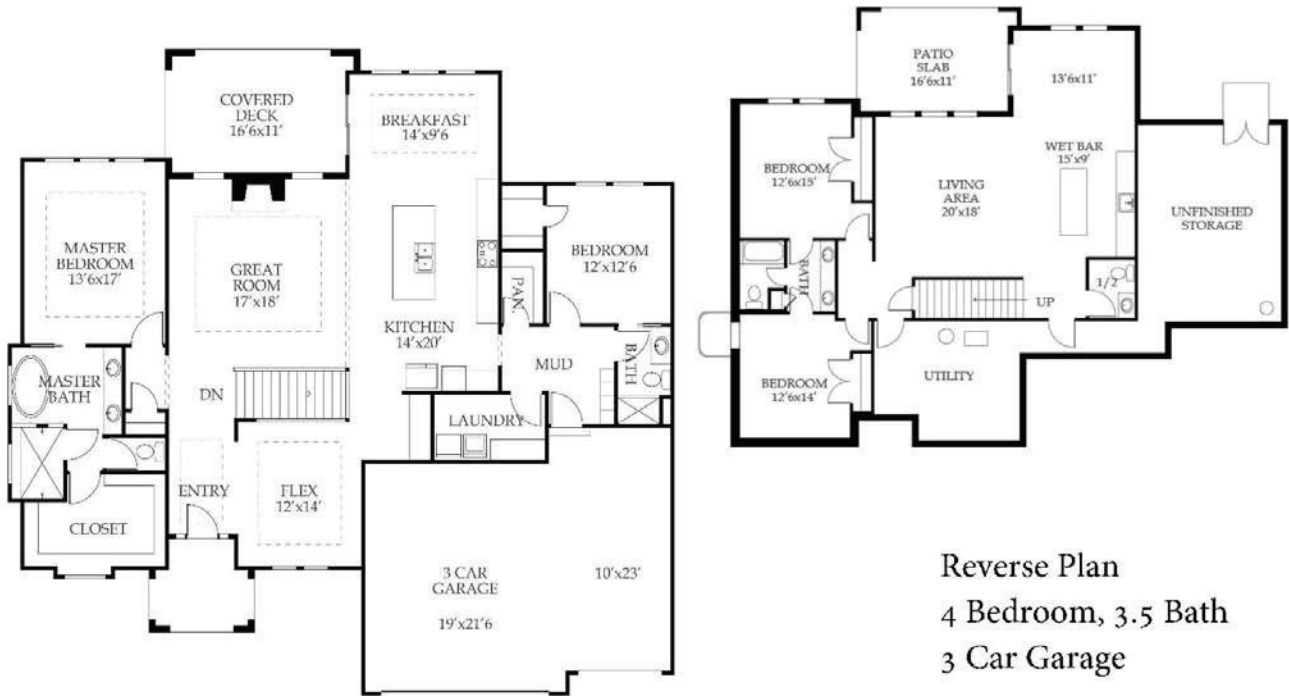 COVERED
DECK
16'6x11'
BREAKFAST
14'x9'6
MASTER
BEDROOM
13'6x17'
GREAT
ROOM
17'x18'
BEDROOM
12'x12'6
PAN.
KITCHEN
14'x20'
MUD
BATH
MASTER
BATH
DN
LAUNDRY
ENTRY
FLEX
12'x14'
CLOSET
3 CAR
GARAGE
19'x21'6
10'x23'
PATIO
SLAB
16'6x11'
13'6x11'
BEDROOM
12'6x15'
WET BAR
15'x9'
LIVING
AREA
20'x18'
UNFINISHED
STORAGE
BATH
1/2
UP
UTILITY
BEDROOM
12'6x14'
Reverse Plan
4 Bedroom, 3.5 Bath
3 Car Garage